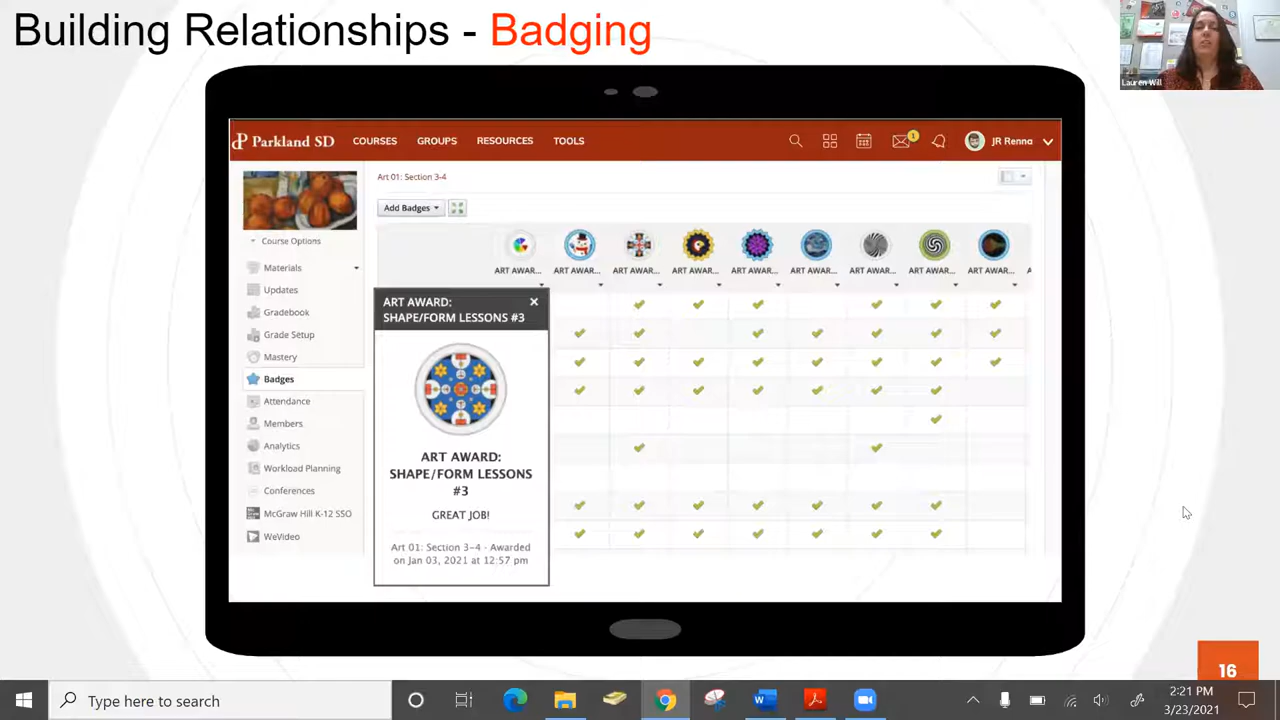 Building Relationships - Badging
Lauren Will
Parkland SD COURSES GROUPS RESOURCES TOOLS 1 JR Renna
Art 01: Section 3-4
Add Badges
Course Options
Materials
Updates
Gradebook
Grade Setup
Mastery
Badges
Attendance
Members
Analytics
Workload Planning
Conferences
McGraw Hill K-12 SSO
WeVideo
ART AWAR... ART AWAR... ART AWAR... ART AWAR... ART AWAR... ART AWAR... ART AWAR... ART AWAR... ART AWAR...
ART AWARD:
SHAPE/FORM LESSONS #3
ART AWARD:
SHAPE/FORM LESSONS
#3
GREAT JOB!
Art 01: Section 3-4 · Awarded
on Jan 03, 2021 at 12:57 pm
16
Type here to search
2:21 PM
3/23/2021